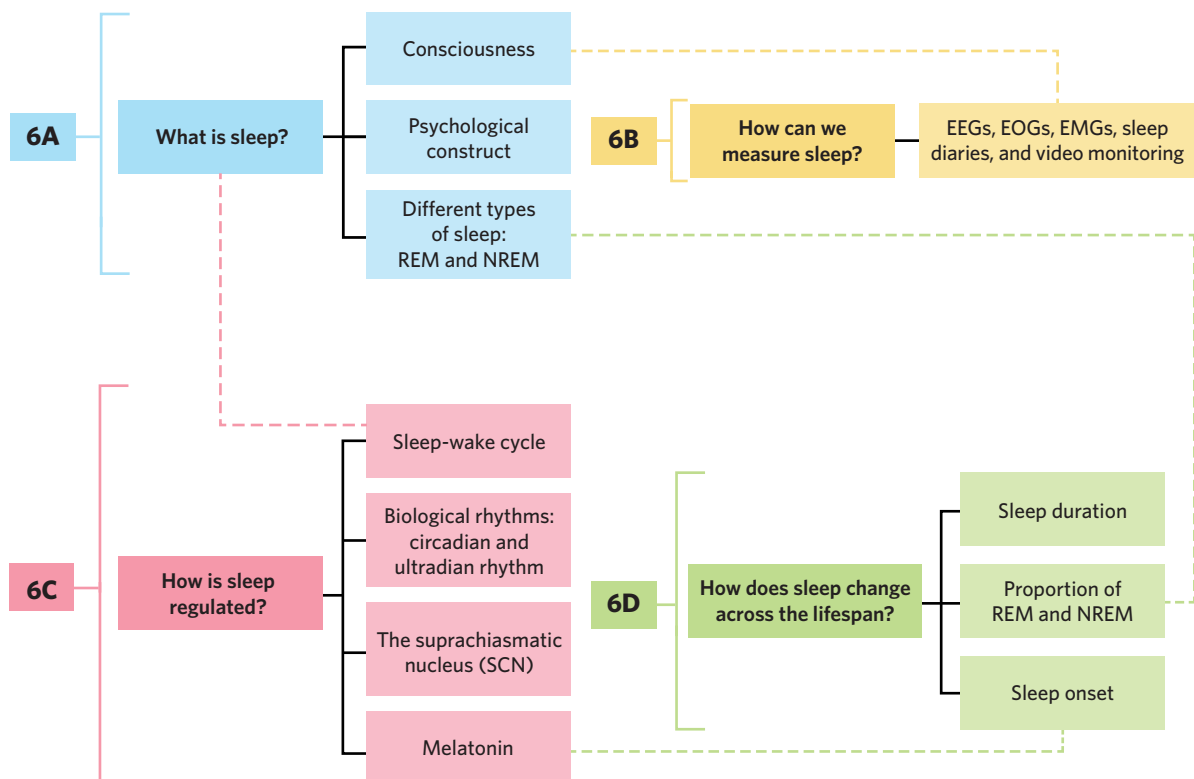 6A
What is sleep?
Consciousness
Psychological
construct
Different types
of sleep:
REM and NREM
6B
How can we
measure sleep?
EEGs, EOGs, EMGs, sleep
diaries, and video monitoring
6C
How is sleep
regulated?
Sleep-wake cycle
Biological rhythms:
circadian and
ultradian rhythm
The suprachiasmatic
nucleus (SCN)
Melatonin
6D
How does sleep change
across the lifespan?
Sleep duration
Proportion of
REM and NREM
Sleep onset